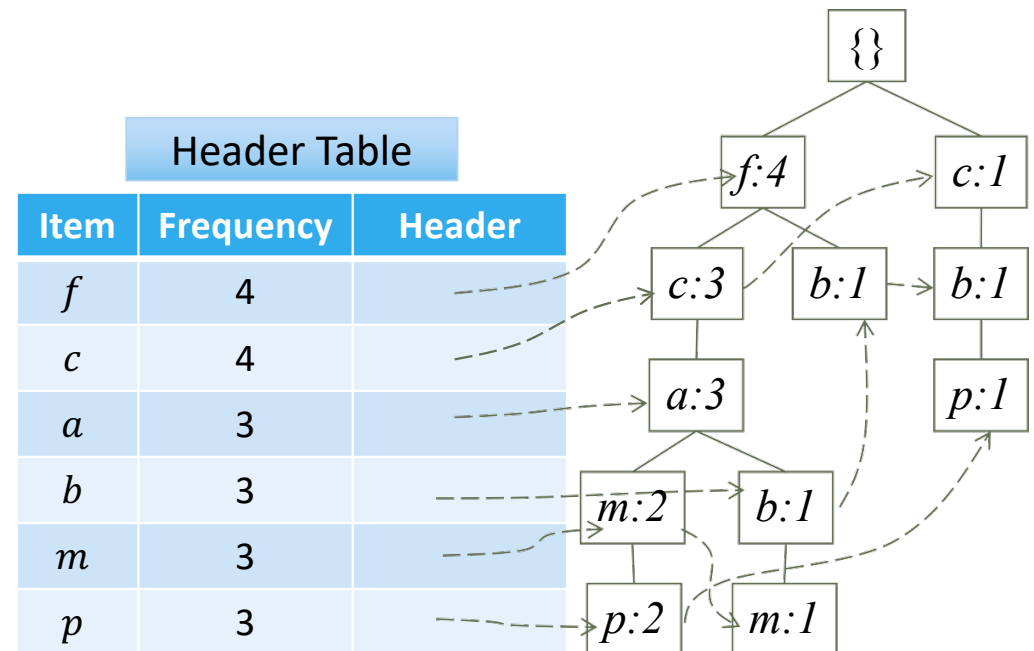 {}
Header Table
f:4 c:1
Item Frequency Header
f 4
c:3 b:1 b:1
c 4
a:3 p:1
a 3
b 3
m:2 b:1
m 3
p 3
p:2 m:1